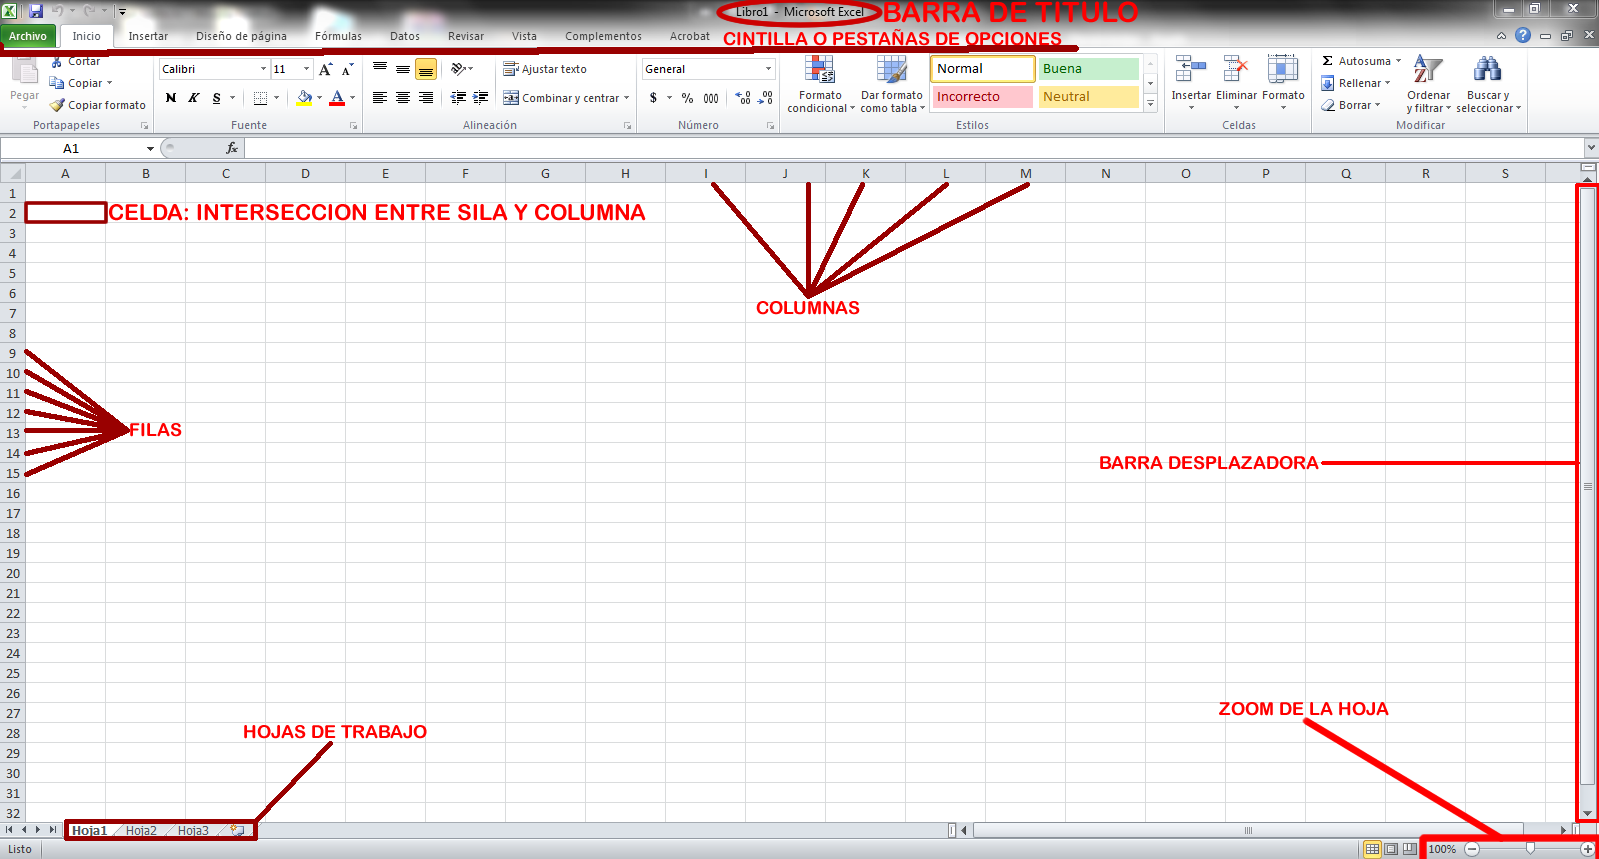 Libro1 - Microsoft Excel BARRA DE TITULO
Archivo Inicio Insertar Diseño de página Fórmulas Datos Revisar Vista Complementos Acrobat CINTILLA O PESTAÑAS DE OPCIONES
Pegar
Cortar
Copiar
Copiar formato
Portapapeles
Calibri 11
N K S
A
Fuente
Ajustar texto
Combinar y centrar
Alineación
General
$ % 000
Número
Formato
condicional
Dar formato
como tabla
Normal Buena
Incorrecto Neutral
Estilos
Insertar Eliminar Formato
Celdas
Σ Autosuma
Rellenar
Borrar
Ordenar
y filtrar
Buscar y
seleccionar
Modificar
A1 fx
A B C D E F G H I J K L M N O P Q R S
1
2 CELDA: INTERSECCION ENTRE SILA Y COLUMNA
3
4
5
6
7 COLUMNAS
8
9
10
11
12
13 FILAS
14
15 BARRA DESPLAZADORA
16
17
18
19
20
21
22
23
24
25
26
27 ZOOM DE LA HOJA
28 HOJAS DE TRABAJO
29
30
31
32
Hoja1 Hoja2 Hoja3
Listo 100%